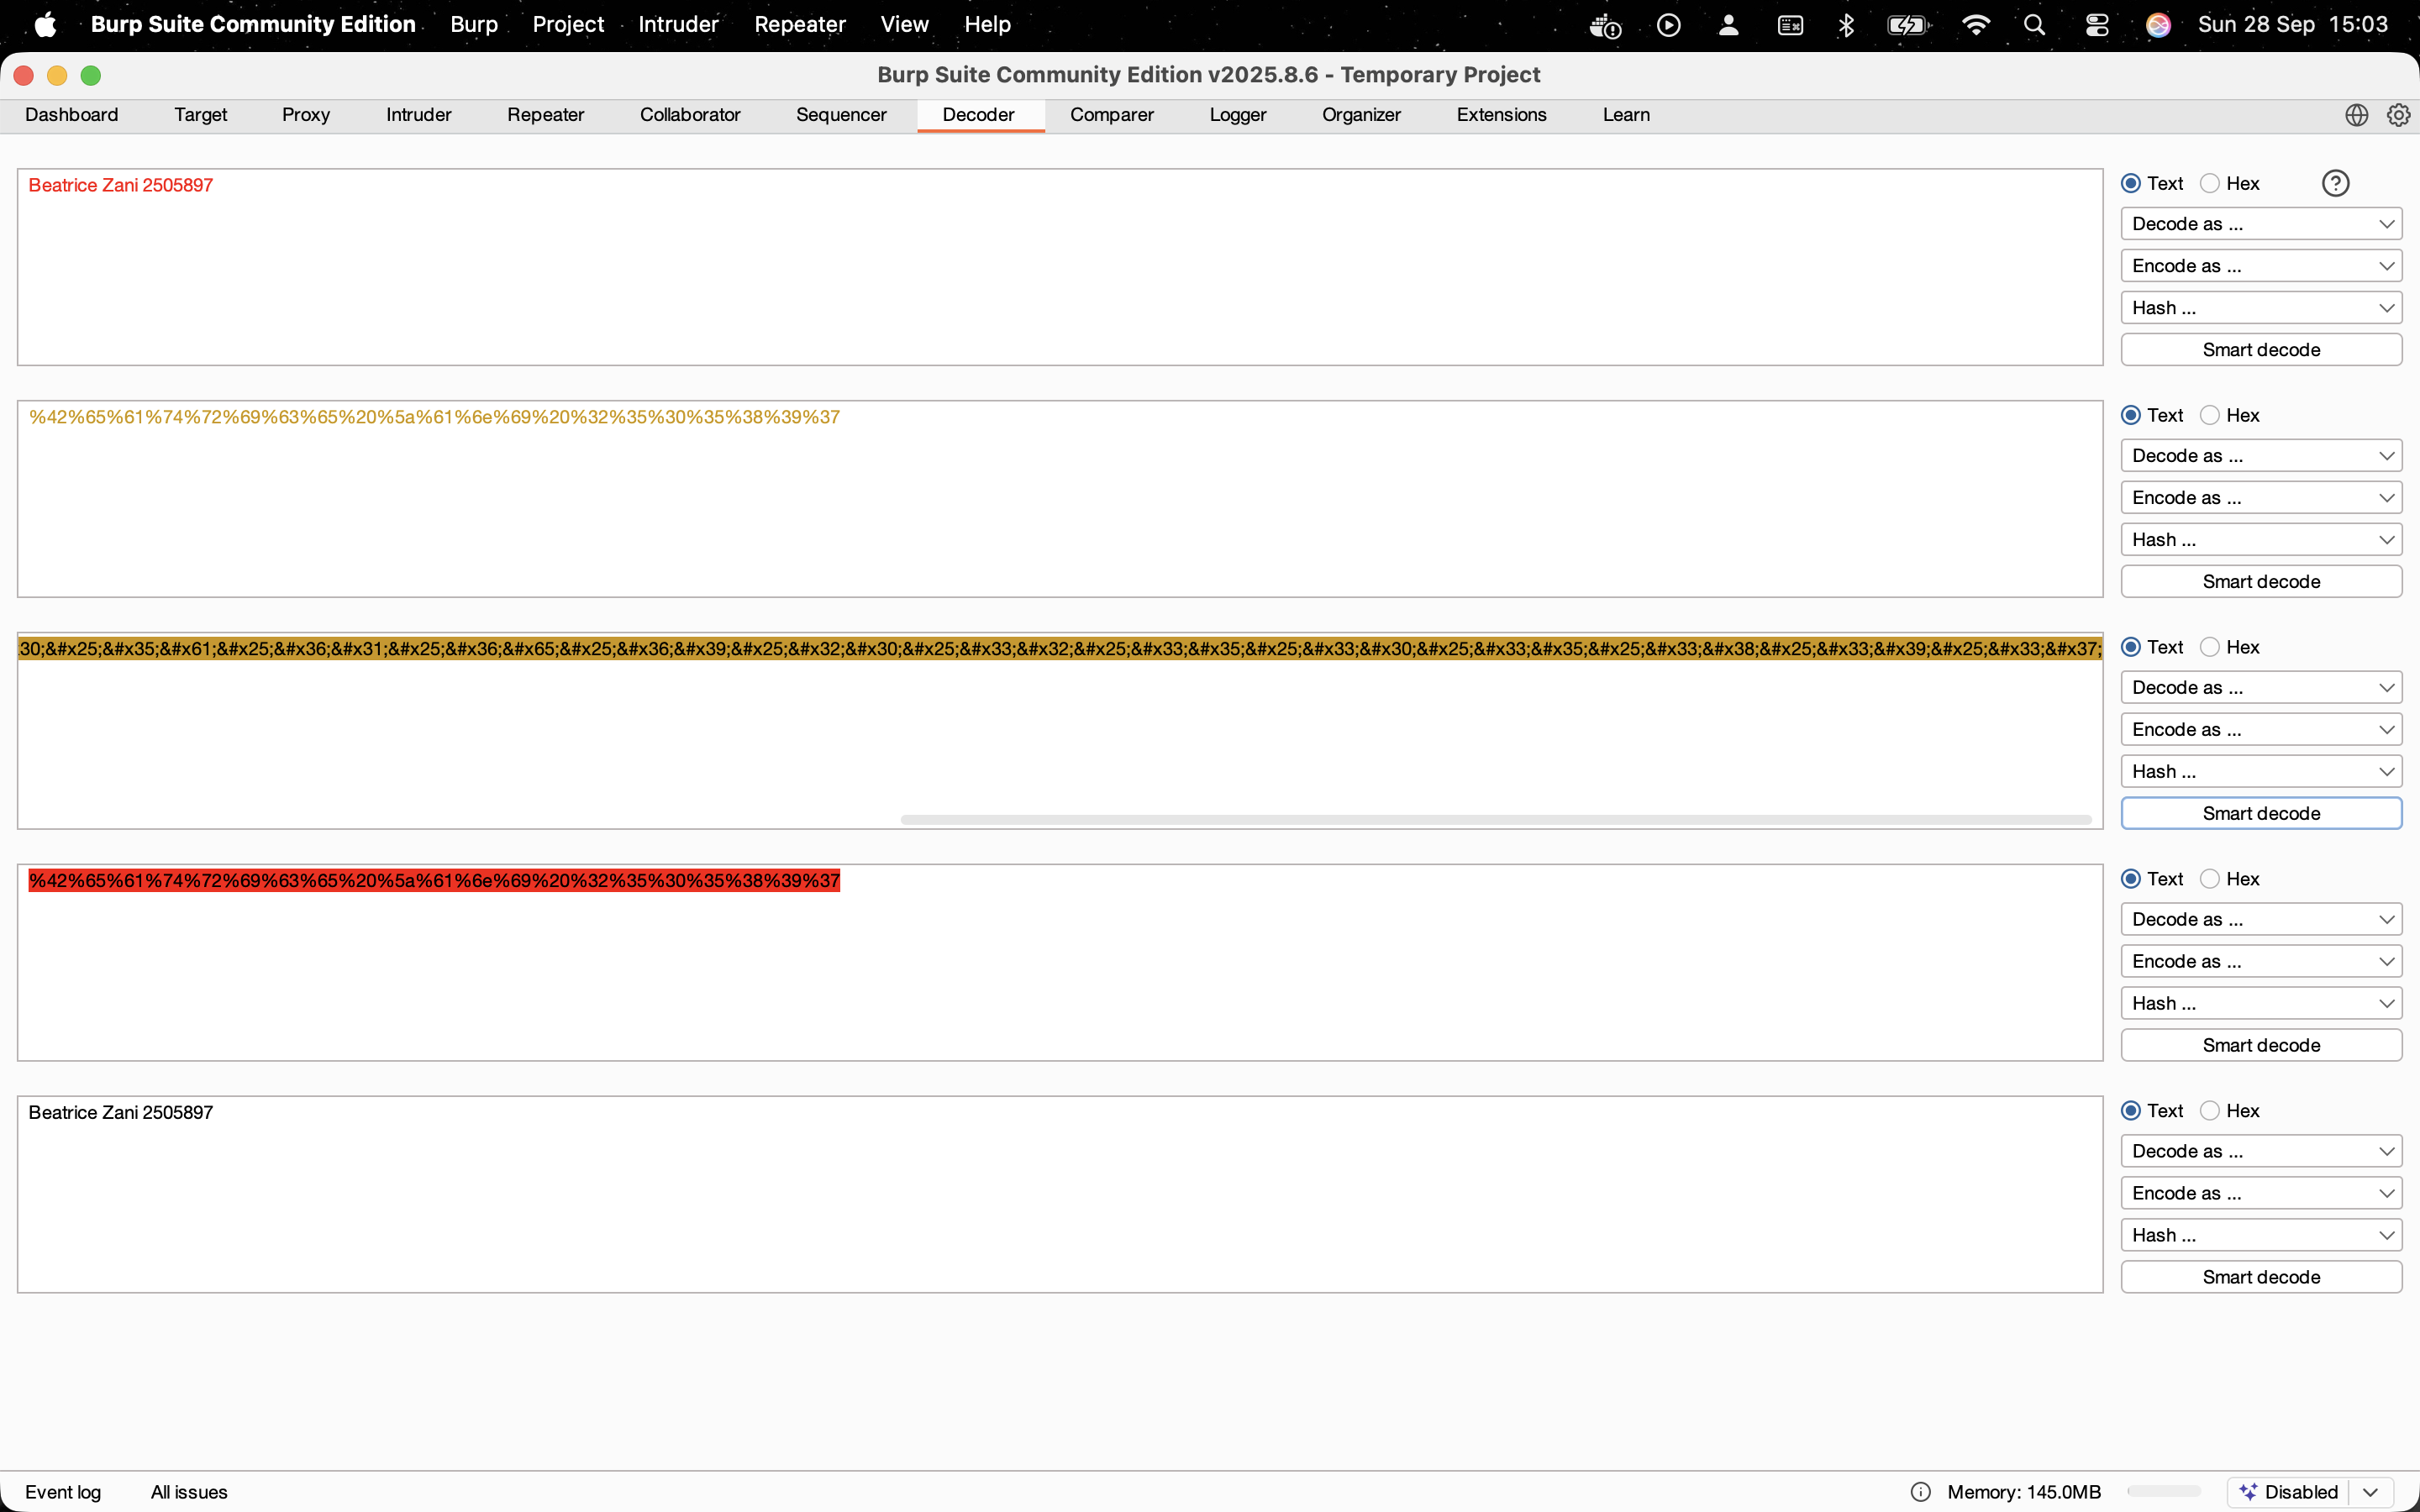 Burp Suite Community Edition Burp Project Intruder Repeater View Help Sun 28 Sep 15:03
Burp Suite Community Edition v2025.8.6 - Temporary Project
Dashboard Target Proxy Intruder Repeater Collaborator Sequencer Decoder Comparer Logger Organizer Extensions Learn
Beatrice Zani 2505897
Text Hex ?
Decode as ...
Encode as ...
Hash ...
Smart decode
%42%65%61%74%72%69%63%65%20%5a%61%6e%69%20%32%35%30%35%38%39%37
Text Hex
Decode as ...
Encode as ...
Hash ...
Smart decode
30;&#x25;&#x35;&#x61;&#x25;&#x36;&#x31;&#x25;&#x36;&#x65;&#x25;&#x36;&#x39;&#x25;&#x32;&#x30;&#x25;&#x33;&#x32;&#x25;&#x33;&#x35;&#x25;&#x33;&#x30;&#x25;&#x33;&#x35;&#x25;&#x33;&#x38;&#x25;&#x33;&#x39;&#x25;&#x33;&#x37;
Text Hex
Decode as ...
Encode as ...
Hash ...
Smart decode
%42%65%61%74%72%69%63%65%20%5a%61%6e%69%20%32%35%30%35%38%39%37
Text Hex
Decode as ...
Encode as ...
Hash ...
Smart decode
Beatrice Zani 2505897
Text Hex
Decode as ...
Encode as ...
Hash ...
Smart decode
Event log All issues Memory: 145.0MB Disabled